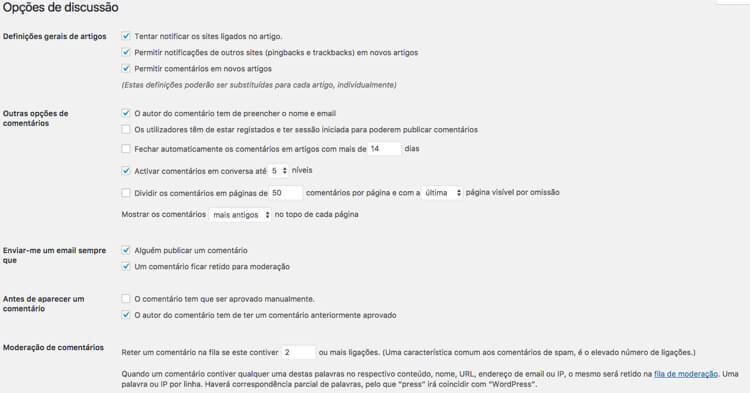 Opções de discussão
Definições gerais de artigos
Tentar notificar os sites ligados no artigo.
Permitir notificações de outros sites (pingbacks e trackbacks) em novos artigos
Permitir comentários em novos artigos
(Estas definições poderão ser substituídas para cada artigo, individualmente)
Outras opções de comentários
O autor do comentário tem de preencher o nome e email
Os utilizadores têm de estar registados e ter sessão iniciada para poderem publicar comentários
Fechar automaticamente os comentários em artigos com mais de 14 dias
Activar comentários em conversa até 5 níveis
Dividir os comentários em páginas de 50 comentários por página e com a última página visível por omissão
Mostrar os comentários mais antigos no topo de cada página
Enviar-me um email sempre que
Alguém publicar um comentário
Um comentário ficar retido para moderação
Antes de aparecer um comentário
O comentário tem que ser aprovado manualmente.
O autor do comentário tem de ter um comentário anteriormente aprovado
Moderação de comentários
Reter um comentário na fila se este contiver 2 ou mais ligações. (Uma característica comum aos comentários de spam, é o elevado número de ligações.)
Quando um comentário contiver qualquer uma destas palavras no respectivo conteúdo, nome, URL, endereço de email ou IP, o mesmo será retido na fila de moderação. Uma
palavra ou IP por linha. Haverá correspondência parcial de palavras, pelo que "press" irá coincidir com "WordPress".